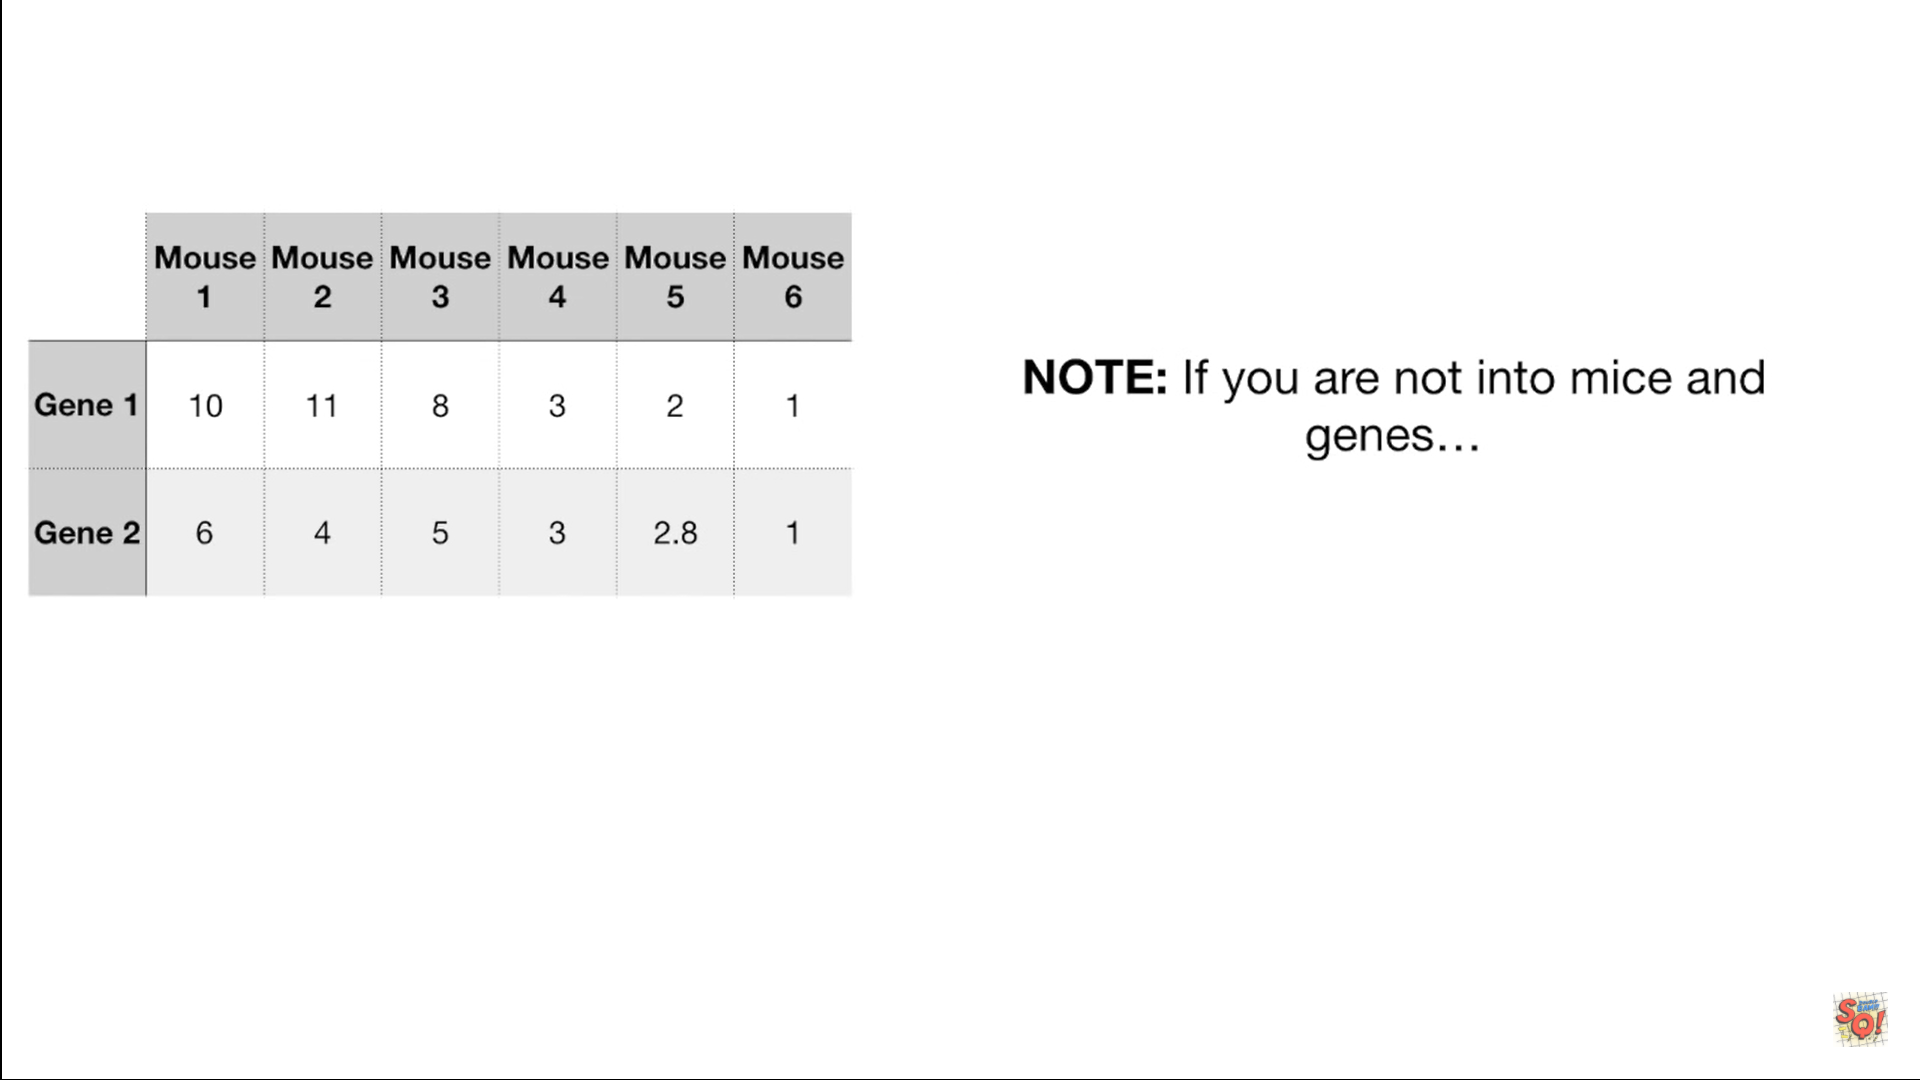 Mouse 1 Mouse 2 Mouse 3 Mouse 4 Mouse 5 Mouse 6
Gene 1 10 11 8 3 2 1
Gene 2 6 4 5 3 2.8 1
NOTE: If you are not into mice and
genes…
SQ!